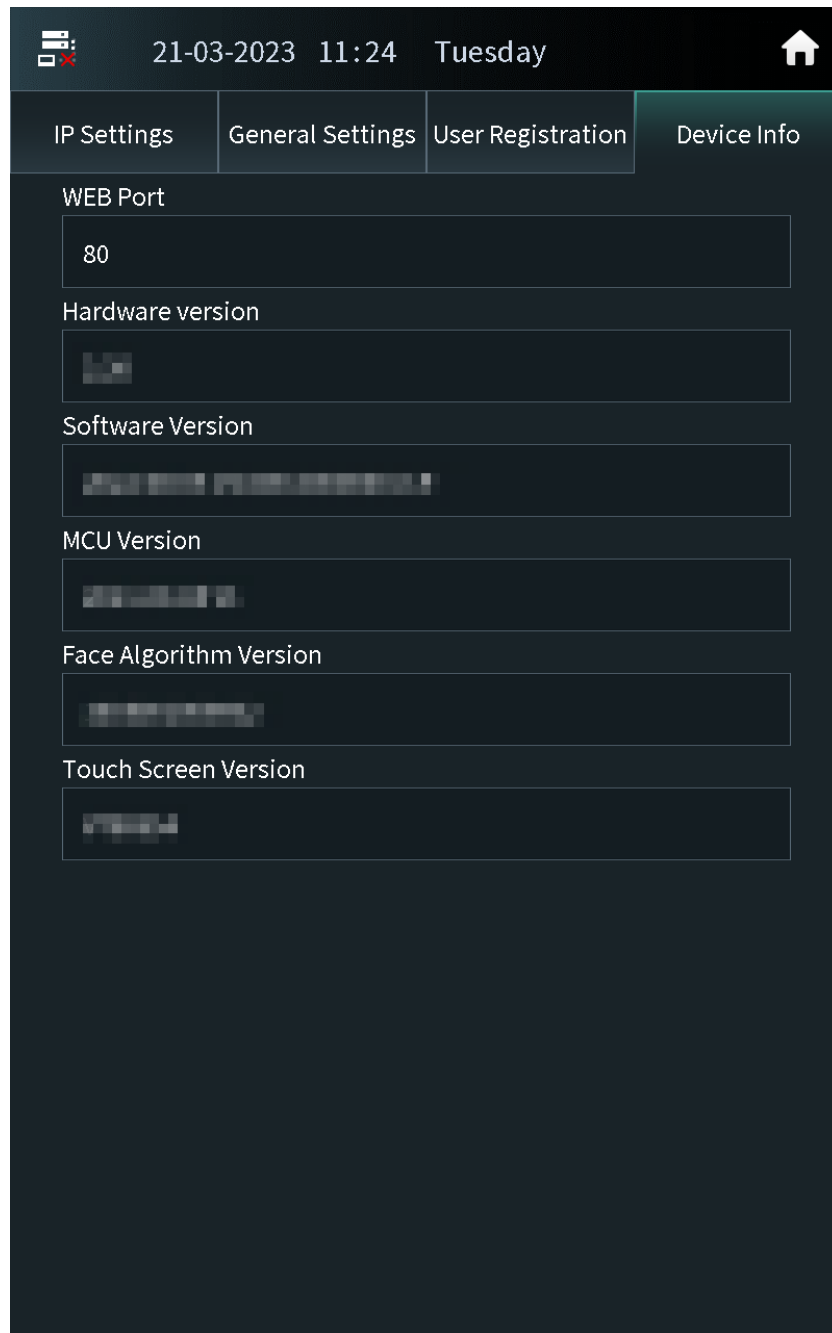 21-03-2023 11:24 Tuesday
IP Settings General Settings User Registration Device Info
WEB Port
80
Hardware version
Software Version
MCU Version
Face Algorithm Version
Touch Screen Version